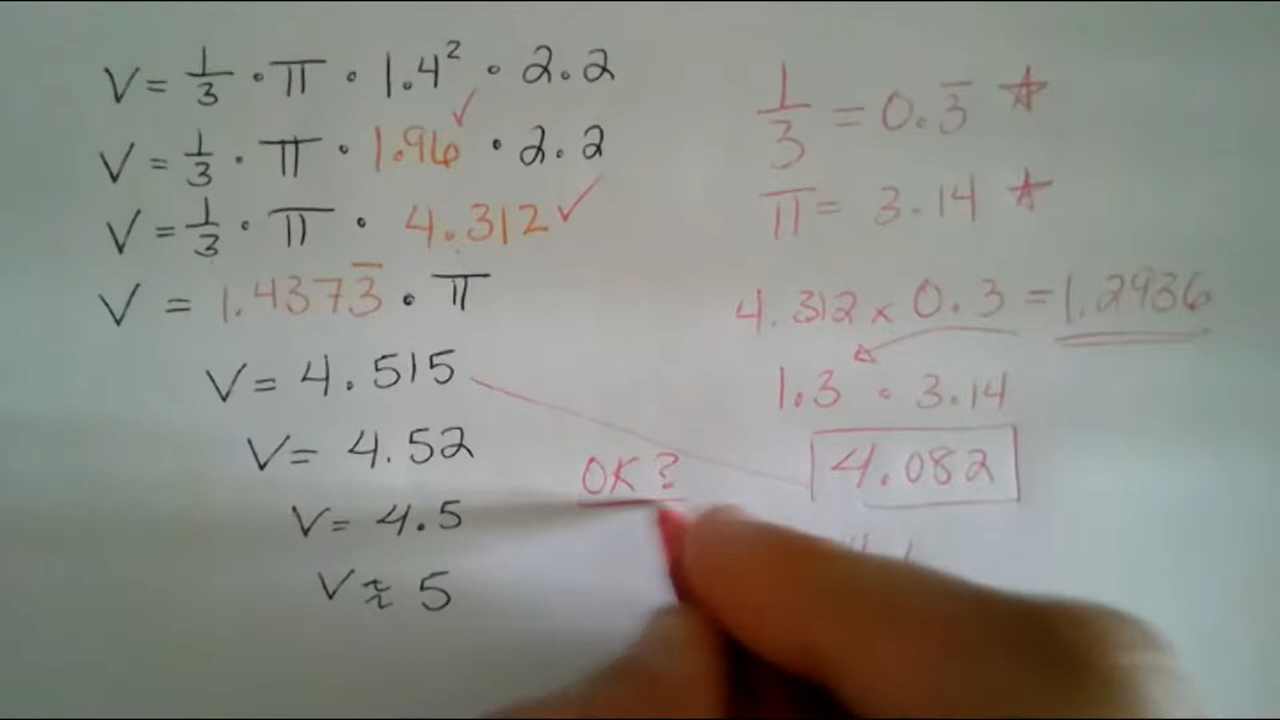 V = 1/3 · π · 1.4² · 2.2
V = 1/3 · π · 1.96 ✓ · 2.2
V = 1/3 · π · 4.312 ✓
V = 1.4373̅ · π
V = 4.515
V = 4.52
V = 4.5
V ≈ 5
1/3 = 0.3̅ ☆
π = 3.14 ☆
4.312 x 0.3 = 1.2936
1.3 · 3.14
4.082
OK?